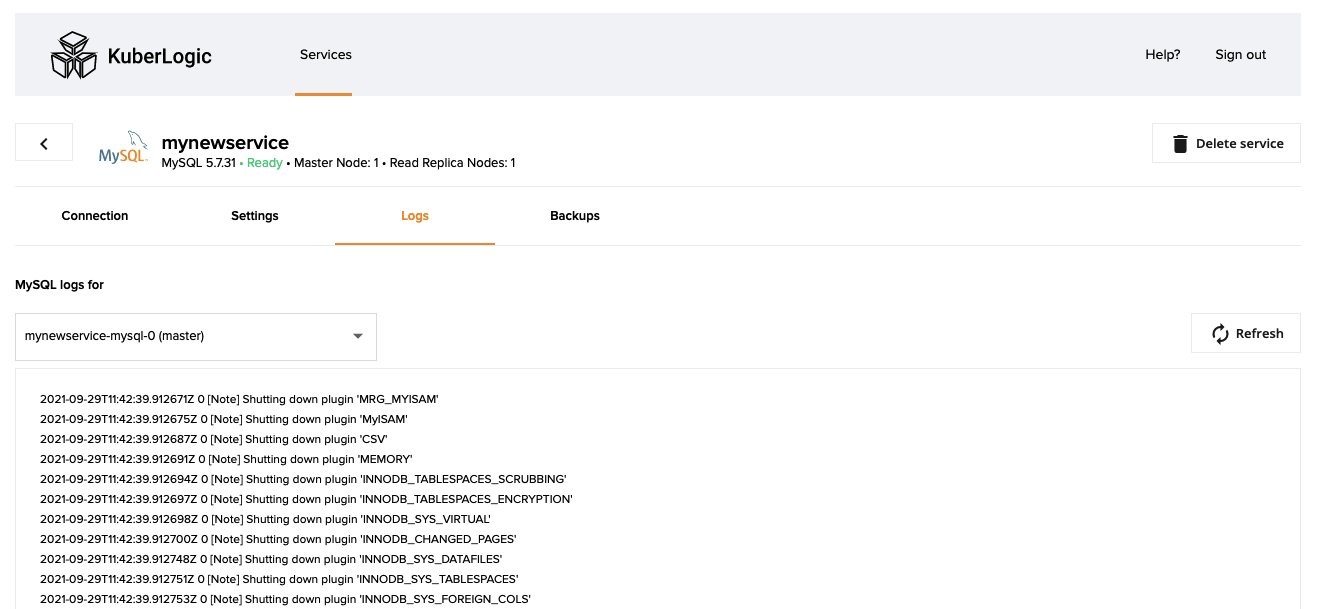 KuberLogic
Services
Help?
Sign out
MySQL
mynewservice
MySQL 5.7.31 • Ready • Master Node: 1 • Read Replica Nodes: 1
Delete service
Connection
Settings
Logs
Backups
MySQL logs for
mynewservice-mysql-0 (master)
Refresh
2021-09-29T11:42:39.912671Z 0 [Note] Shutting down plugin 'MRG_MYISAM'
2021-09-29T11:42:39.912675Z 0 [Note] Shutting down plugin 'MyISAM'
2021-09-29T11:42:39.912687Z 0 [Note] Shutting down plugin 'CSV'
2021-09-29T11:42:39.912691Z 0 [Note] Shutting down plugin 'MEMORY'
2021-09-29T11:42:39.912694Z 0 [Note] Shutting down plugin 'INNODB_TABLESPACES_SCRUBBING'
2021-09-29T11:42:39.912697Z 0 [Note] Shutting down plugin 'INNODB_TABLESPACES_ENCRYPTION'
2021-09-29T11:42:39.912698Z 0 [Note] Shutting down plugin 'INNODB_SYS_VIRTUAL'
2021-09-29T11:42:39.912700Z 0 [Note] Shutting down plugin 'INNODB_CHANGED_PAGES'
2021-09-29T11:42:39.912748Z 0 [Note] Shutting down plugin 'INNODB_SYS_DATAFILES'
2021-09-29T11:42:39.912751Z 0 [Note] Shutting down plugin 'INNODB_SYS_TABLESPACES'
2021-09-29T11:42:39.912753Z 0 [Note] Shutting down plugin 'INNODB_SYS_FOREIGN_COLS'